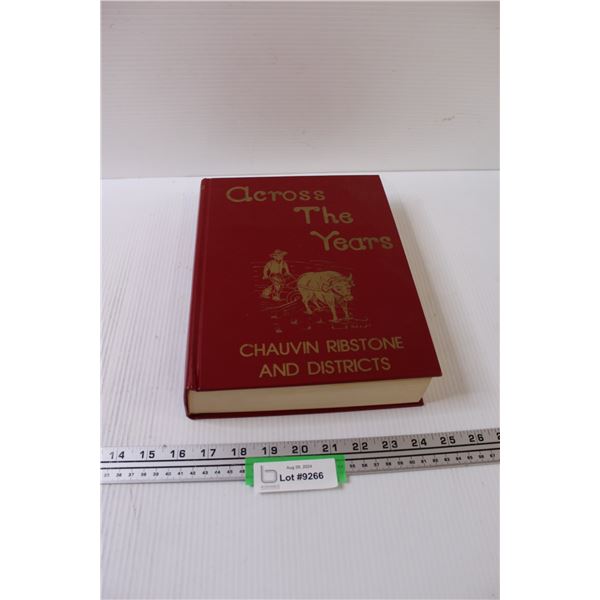 across
The
Years
CHAUVIN RIBSTONE
AND DISTRICTS
14 15 16 17 18 19 20 21 22 23 24 25 26
Lot #9266